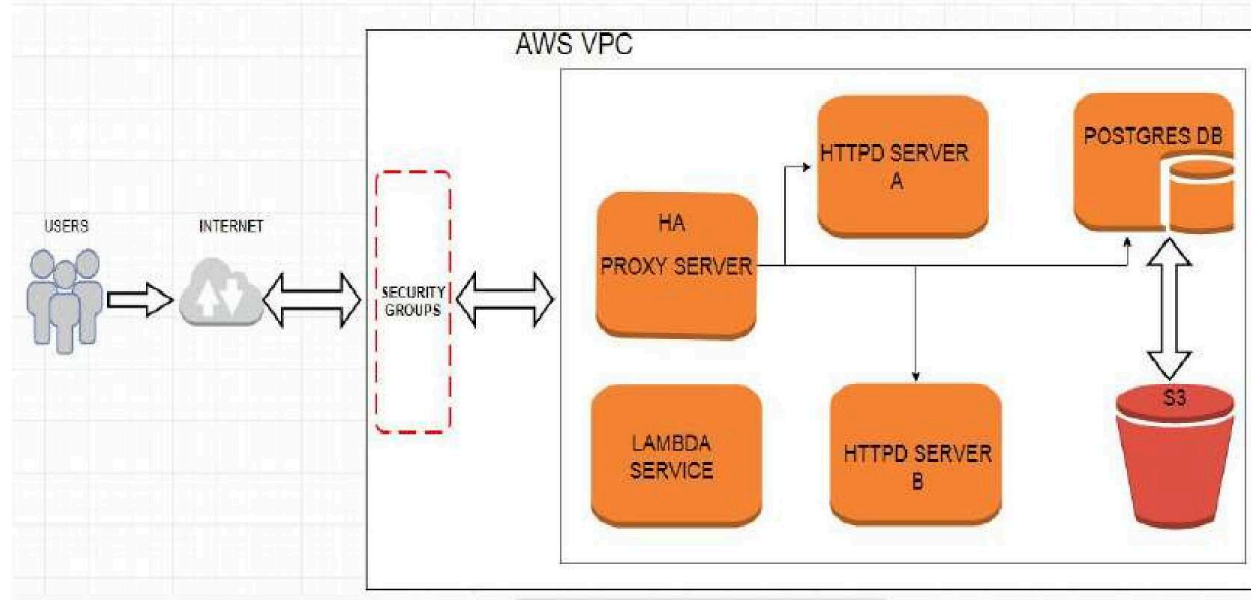 AWS VPC
USERS
INTERNET
SECURITY
GROUPS
HA
PROXY SERVER
HTTPD SERVER
A
POSTGRES DB
LAMBDA
SERVICE
HTTPD SERVER
B
S3